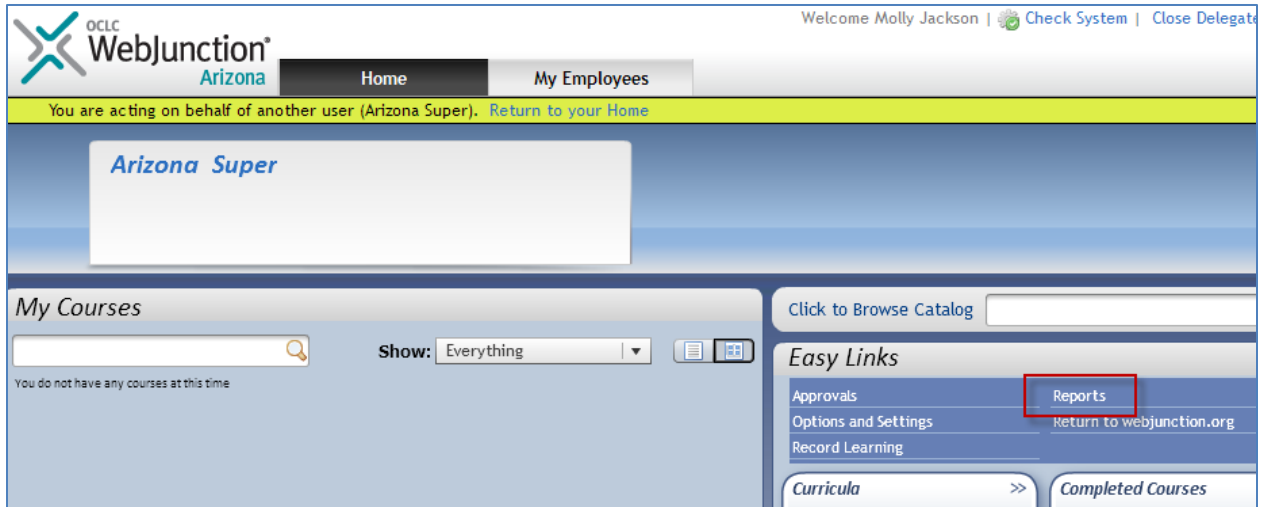 Welcome Molly Jackson | Check System | Close Delegate
OCLC
WebJunction®
Arizona
Home
My Employees
You are acting on behalf of another user (Arizona Super). Return to your Home
Arizona Super
My Courses
Show: Everything
You do not have any courses at this time
Click to Browse Catalog
Easy Links
Approvals
Reports
Options and Settings
Return to webjunction.org
Record Learning
Curricula >>
Completed Courses